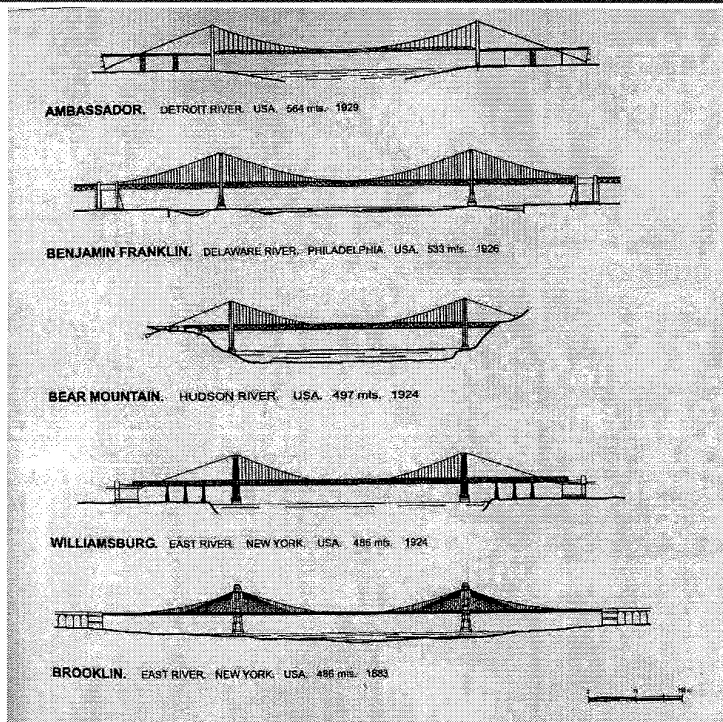 AMBASSADOR. DETROIT RIVER. USA. 564 mts. 1929
BENJAMIN FRANKLIN. DELAWARE RIVER. PHILADELPHIA. USA. 533 mts. 1926
BEAR MOUNTAIN. HUDSON RIVER. USA. 497 mts. 1924
WILLIAMSBURG. EAST RIVER. NEW YORK. USA. 486 mts. 1924
BROOKLIN. EAST RIVER. NEW YORK. USA. 486 mts. 1883